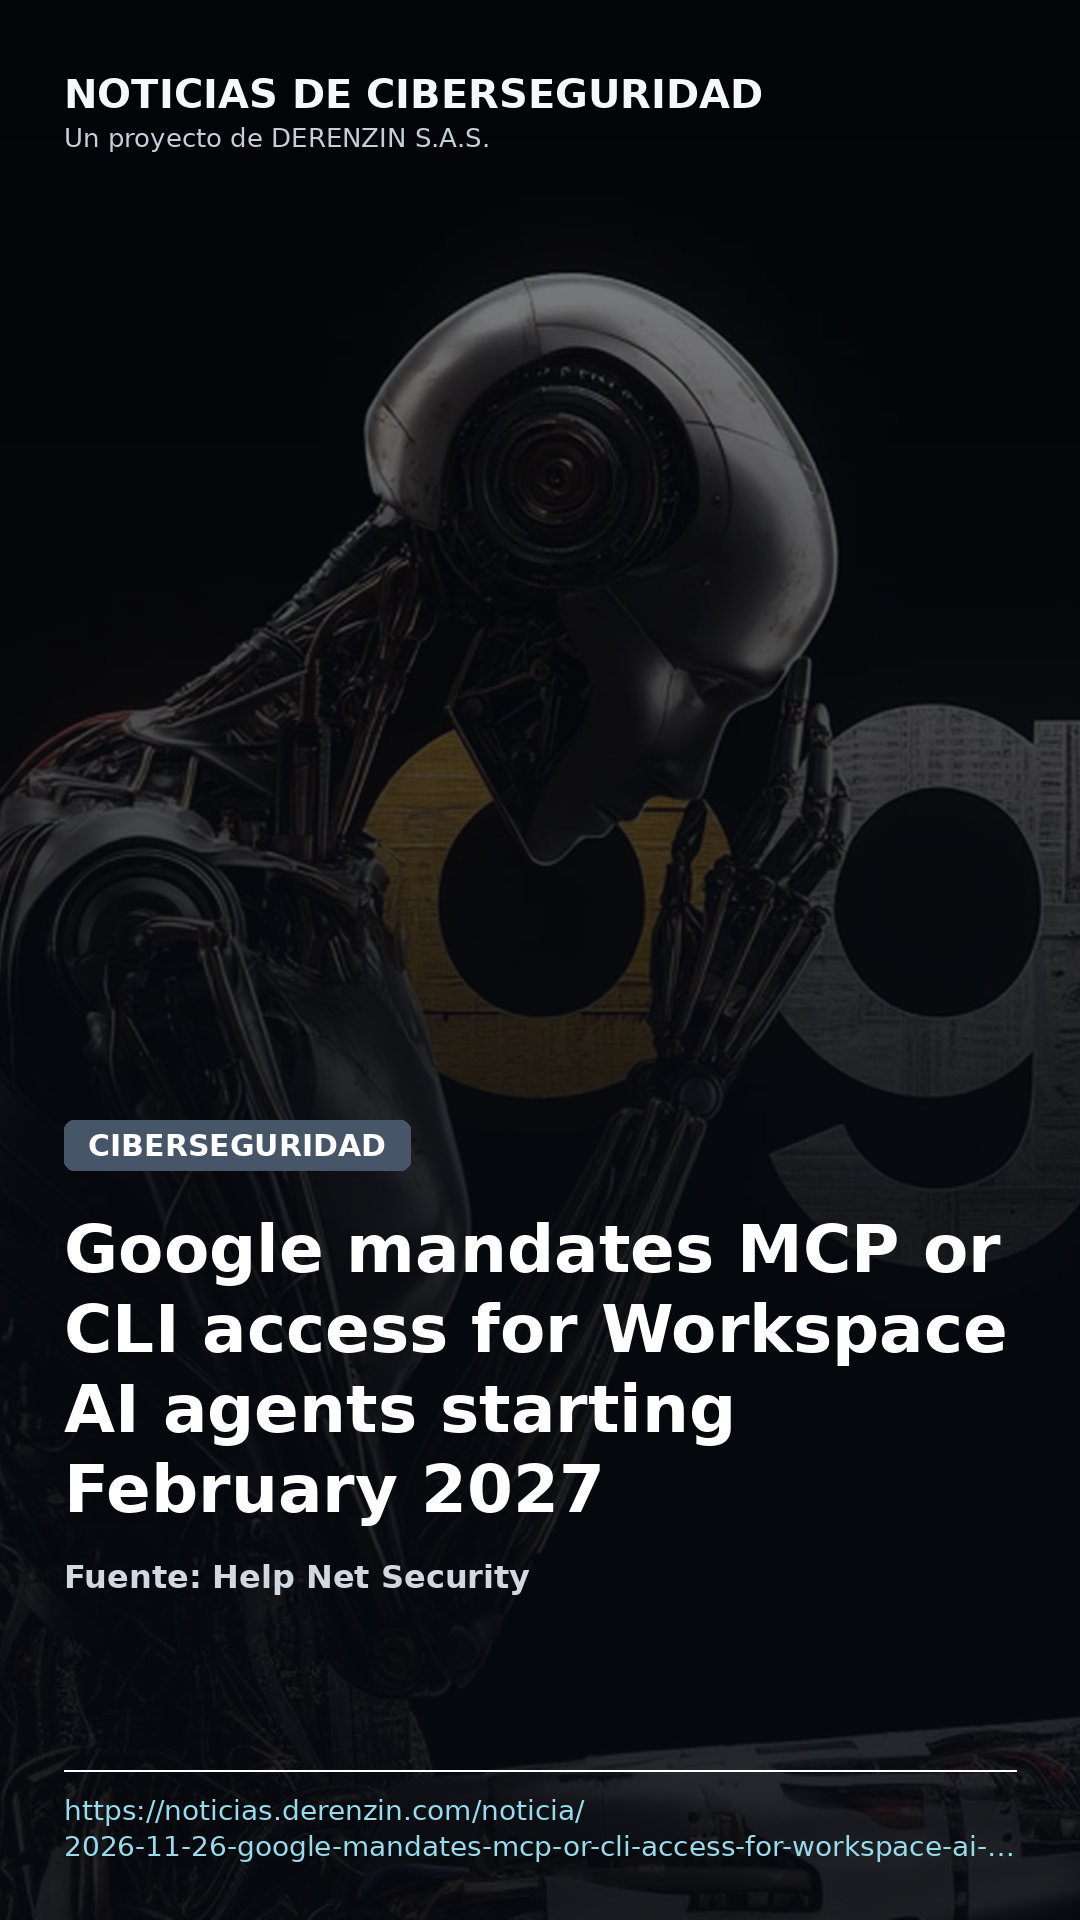 NOTICIAS DE CIBERSEGURIDAD
Un proyecto de DERENZIN S.A.S.
og
CIBERSEGURIDAD
Google mandates MCP or
CLI access for Workspace
AI agents starting
February 2027
Fuente: Help Net Security
https://noticias.derenzin.com/noticia/
2026-11-26-google-mandates-mcp-or-cli-access-for-workspace-ai-…